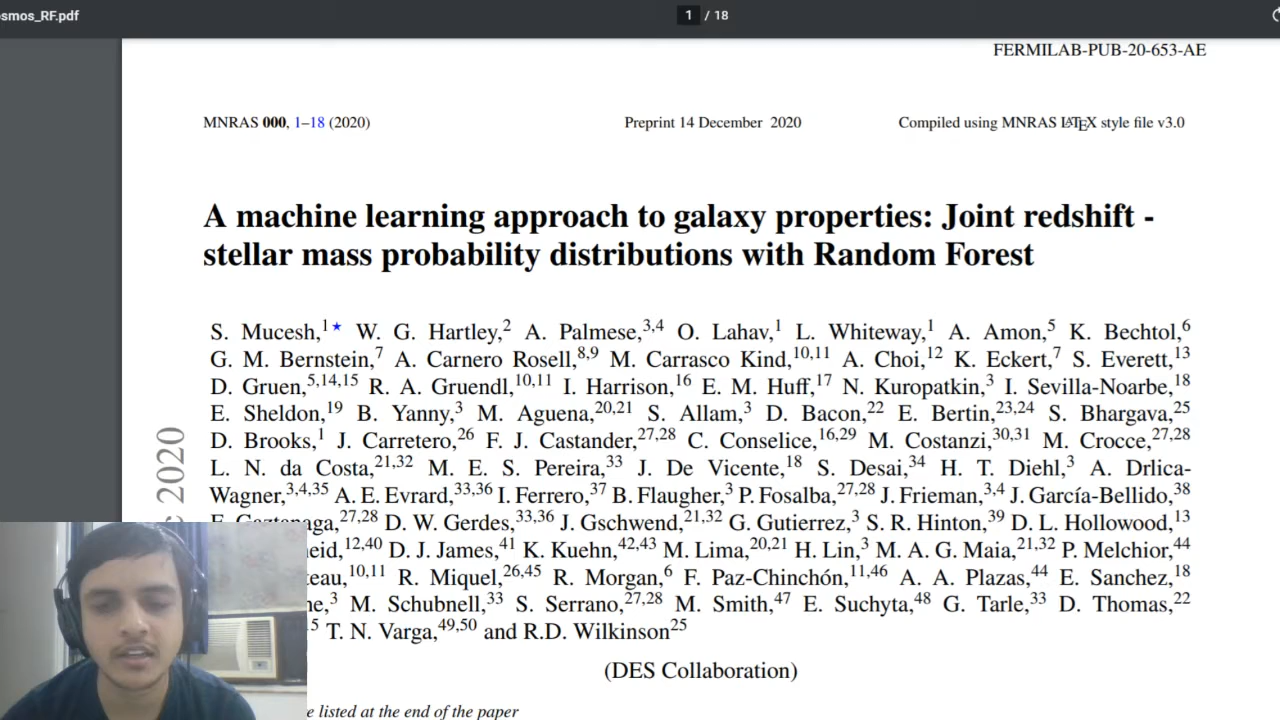 osmos_RF.pdf
1 / 18
FERMILAB-PUB-20-653-AE
MNRAS 000, 1–18 (2020) Preprint 14 December 2020 Compiled using MNRAS LATEX style file v3.0
A machine learning approach to galaxy properties: Joint redshift -
stellar mass probability distributions with Random Forest
S. Mucesh,1★ W. G. Hartley,2 A. Palmese,3,4 O. Lahav,1 L. Whiteway,1 A. Amon,5 K. Bechtol,6
G. M. Bernstein,7 A. Carnero Rosell,8,9 M. Carrasco Kind,10,11 A. Choi,12 K. Eckert,7 S. Everett,13
D. Gruen,5,14,15 R. A. Gruendl,10,11 I. Harrison,16 E. M. Huff,17 N. Kuropatkin,3 I. Sevilla-Noarbe,18
E. Sheldon,19 B. Yanny,3 M. Aguena,20,21 S. Allam,3 D. Bacon,22 E. Bertin,23,24 S. Bhargava,25
D. Brooks,1 J. Carretero,26 F. J. Castander,27,28 C. Conselice,16,29 M. Costanzi,30,31 M. Crocce,27,28
L. N. da Costa,21,32 M. E. S. Pereira,33 J. De Vicente,18 S. Desai,34 H. T. Diehl,3 A. Drlica-
Wagner,3,4,35 A. E. Evrard,33,36 I. Ferrero,37 B. Flaugher,3 P. Fosalba,27,28 J. Frieman,3,4 J. García-Bellido,38
27,28 D. W. Gerdes,33,36 J. Gschwend,21,32 G. Gutierrez,3 S. R. Hinton,39 D. L. Hollowood,13
heid,12,40 D. J. James,41 K. Kuehn,42,43 M. Lima,20,21 H. Lin,3 M. A. G. Maia,21,32 P. Melchior,44
teau,10,11 R. Miquel,26,45 R. Morgan,6 F. Paz-Chinchón,11,46 A. A. Plazas,44 E. Sanchez,18
ne,3 M. Schubnell,33 S. Serrano,27,28 M. Smith,47 E. Suchyta,48 G. Tarle,33 D. Thomas,22
15 T. N. Varga,49,50 and R.D. Wilkinson25
(DES Collaboration)
e listed at the end of the paper
2020